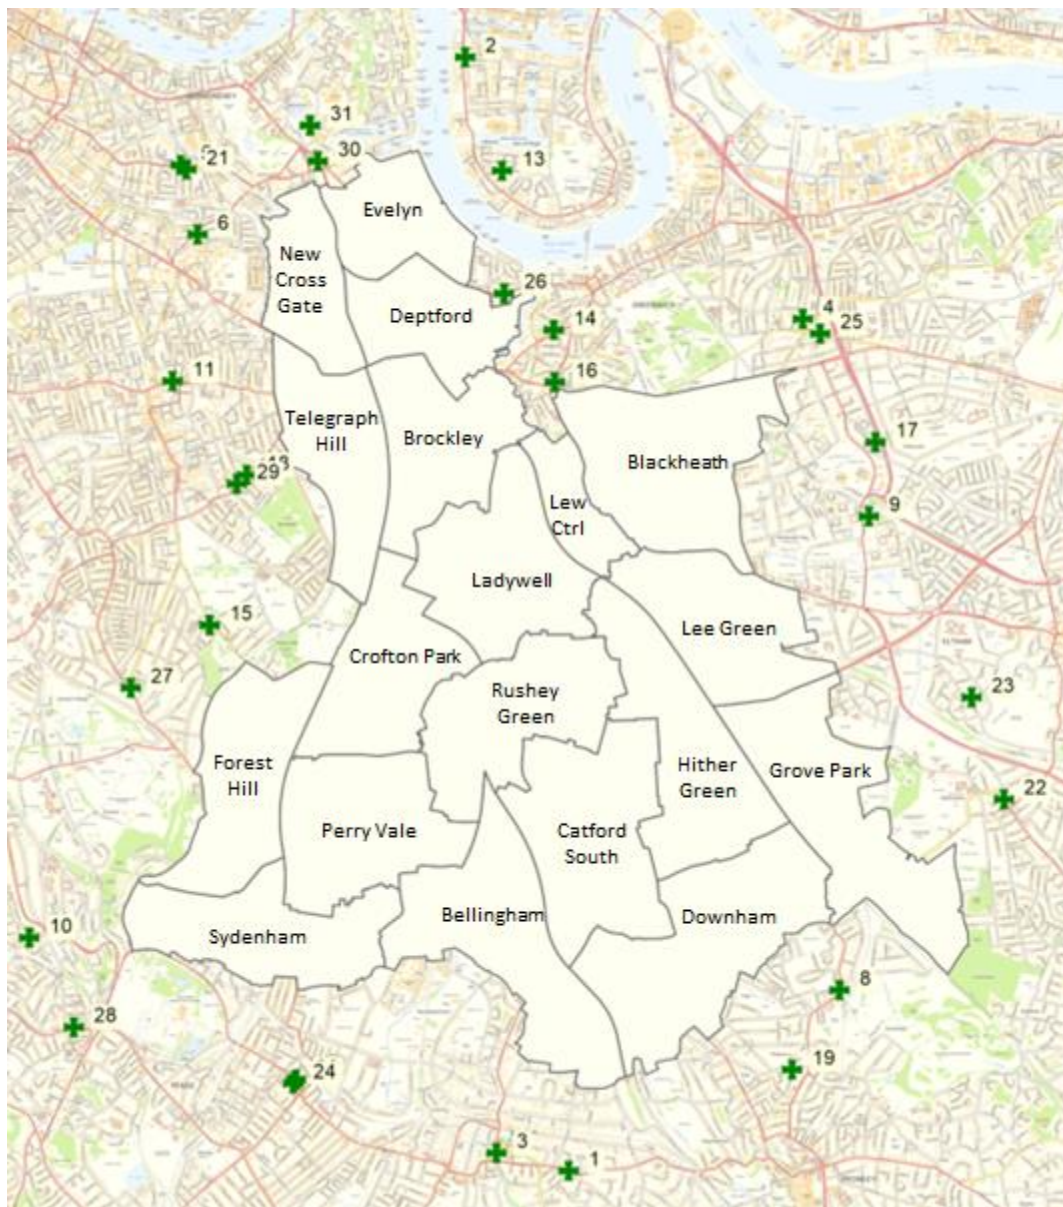 2
31
30
21
13
6
Evelyn
New
Cross
Gate
26
Deptford
14
4
25
16
11
Telegraph
Hill
Brockley
17
Blackheath
29
Lew
Ctrl
9
Ladywell
15
Lee Green
Crofton Park
27
Rushey
Green
23
Forest
Hill
Hither
Green
Grove Park
22
Perry Vale
Catford
South
Bellingham
Downham
10
Sydenham
8
28
24
19
3
1